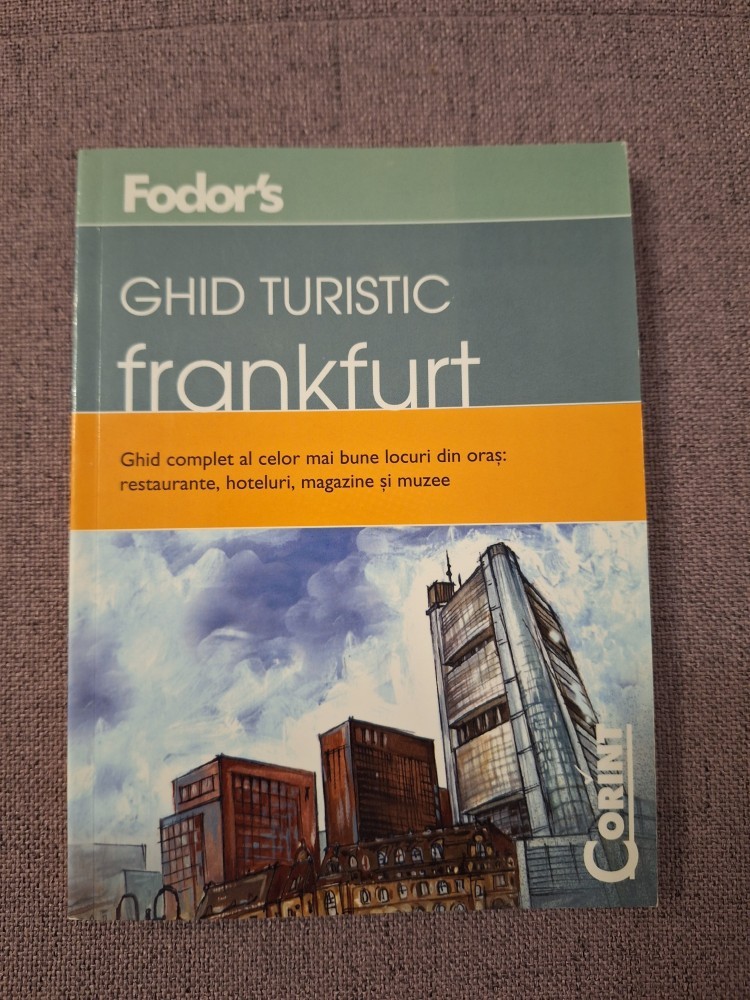 Fodor's
GHID TURISTIC
frankfurt
Ghid complet al celor mai bune locuri din oraș:
restaurante, hoteluri, magazine și muzee
CORINT